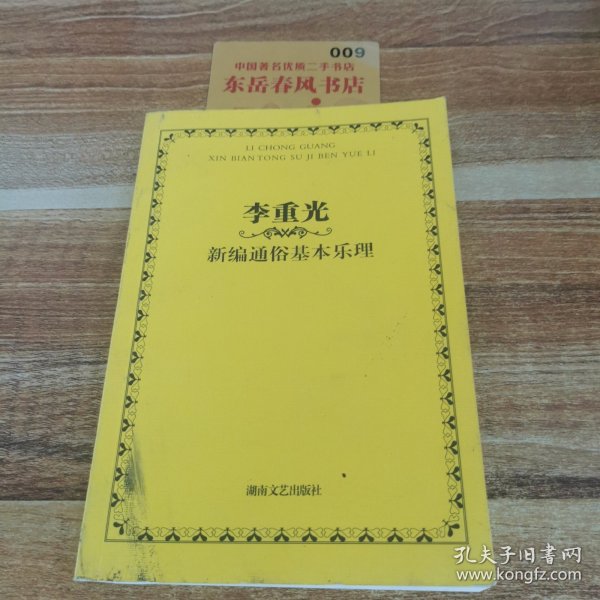 009
中国著名优质二手书店
东岳春风书店
LI CHONG GUANG
XIN BIAN TONG SU JI BEN YUE LI
李重光
新编通俗基本乐理
湖南文艺出版社
孔夫子旧书网
www.kongfz.com